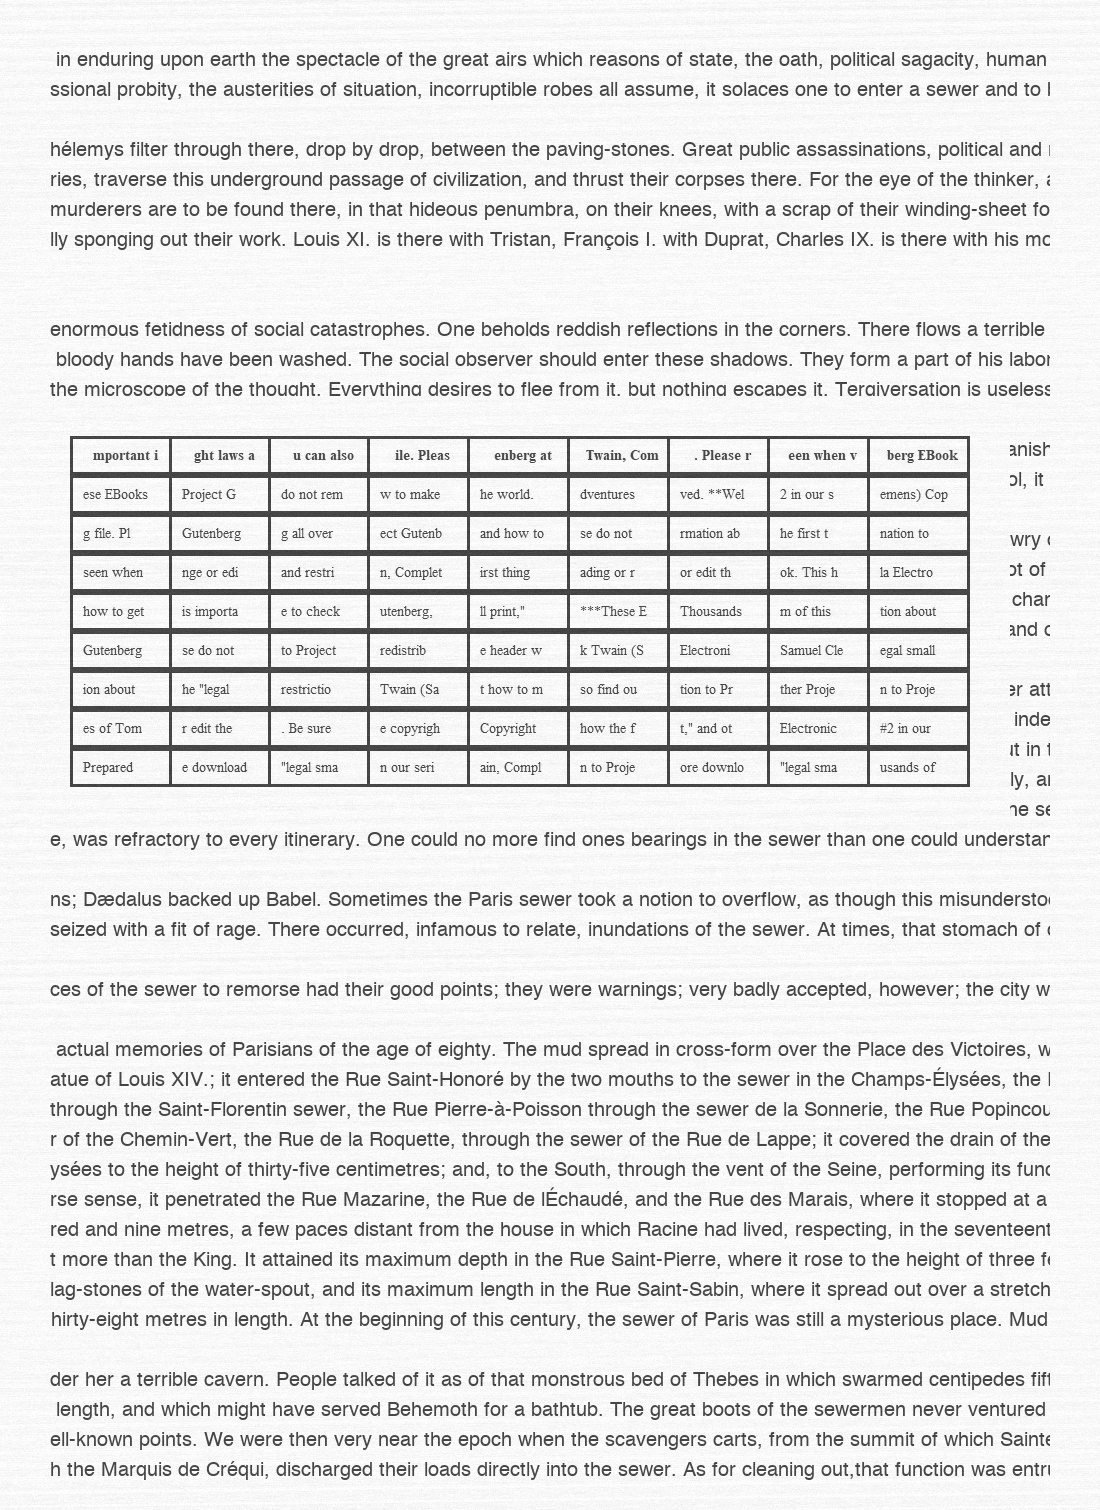 in enduring upon earth the spectacle of the great airs which reasons of state, the oath, political sagacity, human
ssional probity, the austerities of situation, incorruptible robes all assume, it solaces one to enter a sewer and to
hélemys filter through there, drop by drop, between the paving-stones. Great public assassinations, political and
ries, traverse this underground passage of civilization, and thrust their corpses there. For the eye of the thinker,
murderers are to be found there, in that hideous penumbra, on their knees, with a scrap of their winding-sheet fo
lly sponging out their work. Louis XI. is there with Tristan, François I. with Duprat, Charles IX. is there with his mo
enormous fetidness of social catastrophes. One beholds reddish reflections in the corners. There flows a terrible
bloody hands have been washed. The social observer should enter these shadows. They form a part of his labor
the microscope of the thought. Everything desires to flee from it, but nothing escapes it. Tergiversation is useless
mportant i ght laws a u can also ile. Pleas enberg at Twain, Com . Please r een when v berg EBook
ese EBooks Project G do not rem w to make he world. dventures ved. **Wel 2 in our s emens) Cop
g file. Pl Gutenberg g all over ect Gutenb and how to se do not rmation ab he first t nation to
seen when nge or edi and restri n, Complet irst thing ading or r or edit th ok. This h la Electro
how to get is importa e to check utenberg, ll print," ***These E Thousands m of this tion about
Gutenberg se do not to Project redistrib e header w k Twain (S Electroni Samuel Cle egal small
ion about he "legal restrictio Twain (Sa t how to m so find ou tion to Pr ther Proje n to Proje
es of Tom r edit the . Be sure e copyrigh Copyright how the f t," and ot Electronic #2 in our
Prepared e download "legal sma n our seri ain, Compl n to Proje ore downlo "legal sma usands of
anish
ol, it
wry
ot of
char
and
er att
inde
ut in
ly, a
he se
e, was refractory to every itinerary. One could no more find ones bearings in the sewer than one could understan
ns; Dædalus backed up Babel. Sometimes the Paris sewer took a notion to overflow, as though this misunderstoo
seized with a fit of rage. There occurred, infamous to relate, inundations of the sewer. At times, that stomach of
ces of the sewer to remorse had their good points; they were warnings; very badly accepted, however; the city w
actual memories of Parisians of the age of eighty. The mud spread in cross-form over the Place des Victoires, w
atue of Louis XIV.; it entered the Rue Saint-Honoré by the two mouths to the sewer in the Champs-Élysées, the
through the Saint-Florentin sewer, the Rue Pierre-à-Poisson through the sewer de la Sonnerie, the Rue Popincou
r of the Chemin-Vert, the Rue de la Roquette, through the sewer of the Rue de Lappe; it covered the drain of the
ysées to the height of thirty-five centimetres; and, to the South, through the vent of the Seine, performing its func
rse sense, it penetrated the Rue Mazarine, the Rue de lÉchaudé, and the Rue des Marais, where it stopped at a
red and nine metres, a few paces distant from the house in which Racine had lived, respecting, in the seventeent
t more than the King. It attained its maximum depth in the Rue Saint-Pierre, where it rose to the height of three fe
lag-stones of the water-spout, and its maximum length in the Rue Saint-Sabin, where it spread out over a stretch
hirty-eight metres in length. At the beginning of this century, the sewer of Paris was still a mysterious place. Mud
der her a terrible cavern. People talked of it as of that monstrous bed of Thebes in which swarmed centipedes fift
length, and which might have served Behemoth for a bathtub. The great boots of the sewermen never ventured
ell-known points. We were then very near the epoch when the scavengers carts, from the summit of which Sainte
h the Marquis de Créqui, discharged their loads directly into the sewer. As for cleaning out,that function was entru